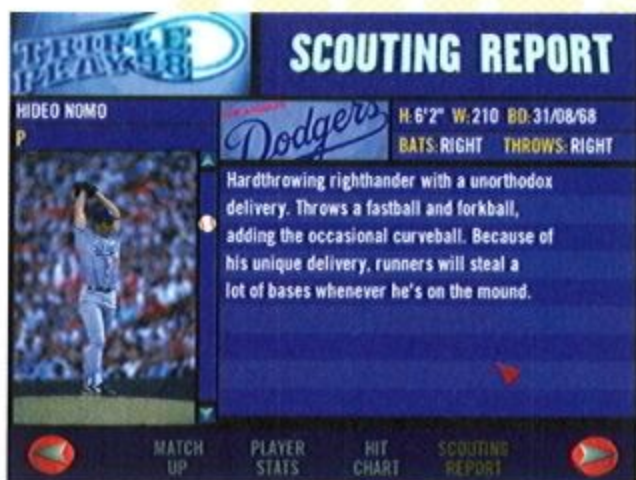 TRIPLE PLAY 98
SCOUTING REPORT
HIDEO NOMO
P
Dodgers
H: 6'2" W: 210 BD: 31/08/68
BATS: RIGHT THROWS: RIGHT
Hardthrowing righthander with a unorthodox
delivery. Throws a fastball and forkball,
adding the occasional curveball. Because of
his unique delivery, runners will steal a
lot of bases whenever he's on the mound.
MATCH UP
PLAYER STATS
HIT CHART
SCOUTING REPORT